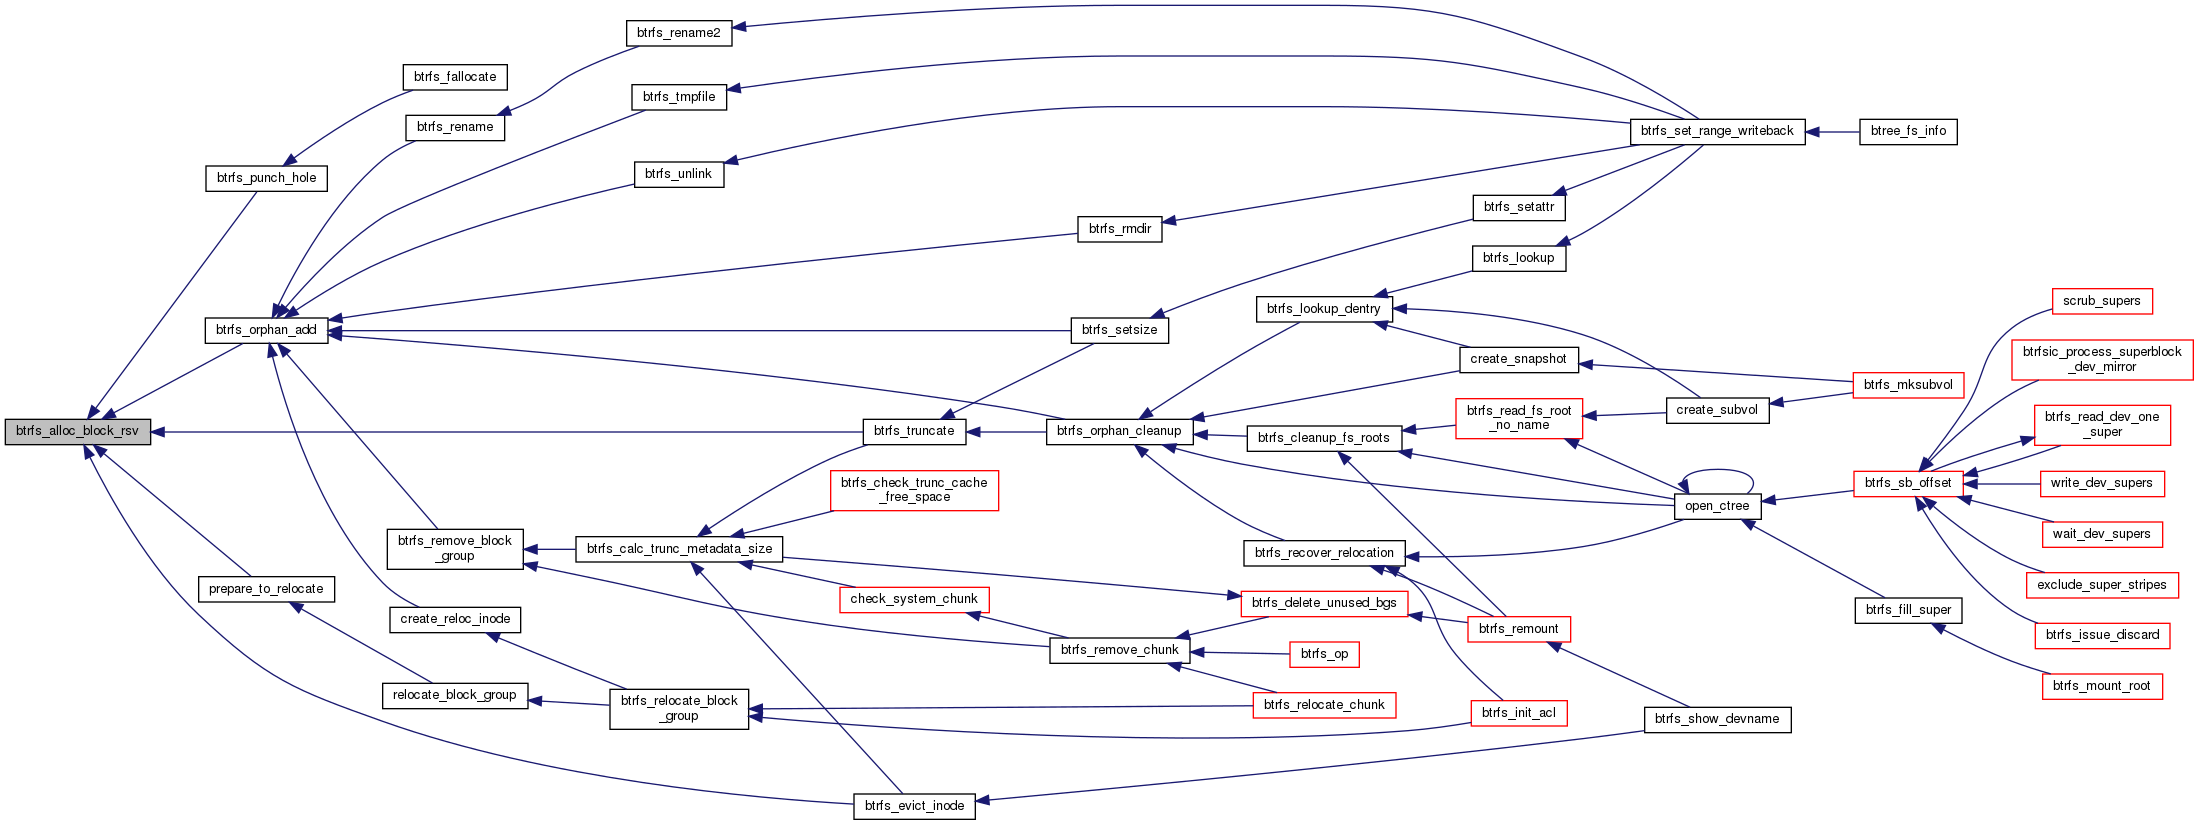 btrfs_rename2
btrfs_fallocate
btrfs_tmpfile
btrfs_rename
btrfs_set_range_writeback
btree_fs_info
btrfs_punch_hole
btrfs_unlink
btrfs_setattr
btrfs_rmdir
btrfs_lookup
scrub_supers
btrfs_orphan_add
btrfs_setsize
btrfs_lookup_dentry
btrfsic_process_superblock
_dev_mirror
create_snapshot
btrfs_mksubvol
btrfs_alloc_block_rsv
btrfs_truncate
btrfs_orphan_cleanup
btrfs_cleanup_fs_roots
btrfs_read_fs_root
_no_name
create_subvol
btrfs_read_dev_one
_super
btrfs_check_trunc_cache
_free_space
btrfs_sb_offset
write_dev_supers
open_ctree
wait_dev_supers
btrfs_remove_block
_group
btrfs_calc_trunc_metadata_size
btrfs_recover_relocation
exclude_super_stripes
prepare_to_relocate
check_system_chunk
btrfs_delete_unused_bgs
btrfs_fill_super
create_reloc_inode
btrfs_remount
btrfs_issue_discard
btrfs_remove_chunk
btrfs_op
btrfs_mount_root
relocate_block_group
btrfs_relocate_block
_group
btrfs_relocate_chunk
btrfs_init_acl
btrfs_show_devname
btrfs_evict_inode